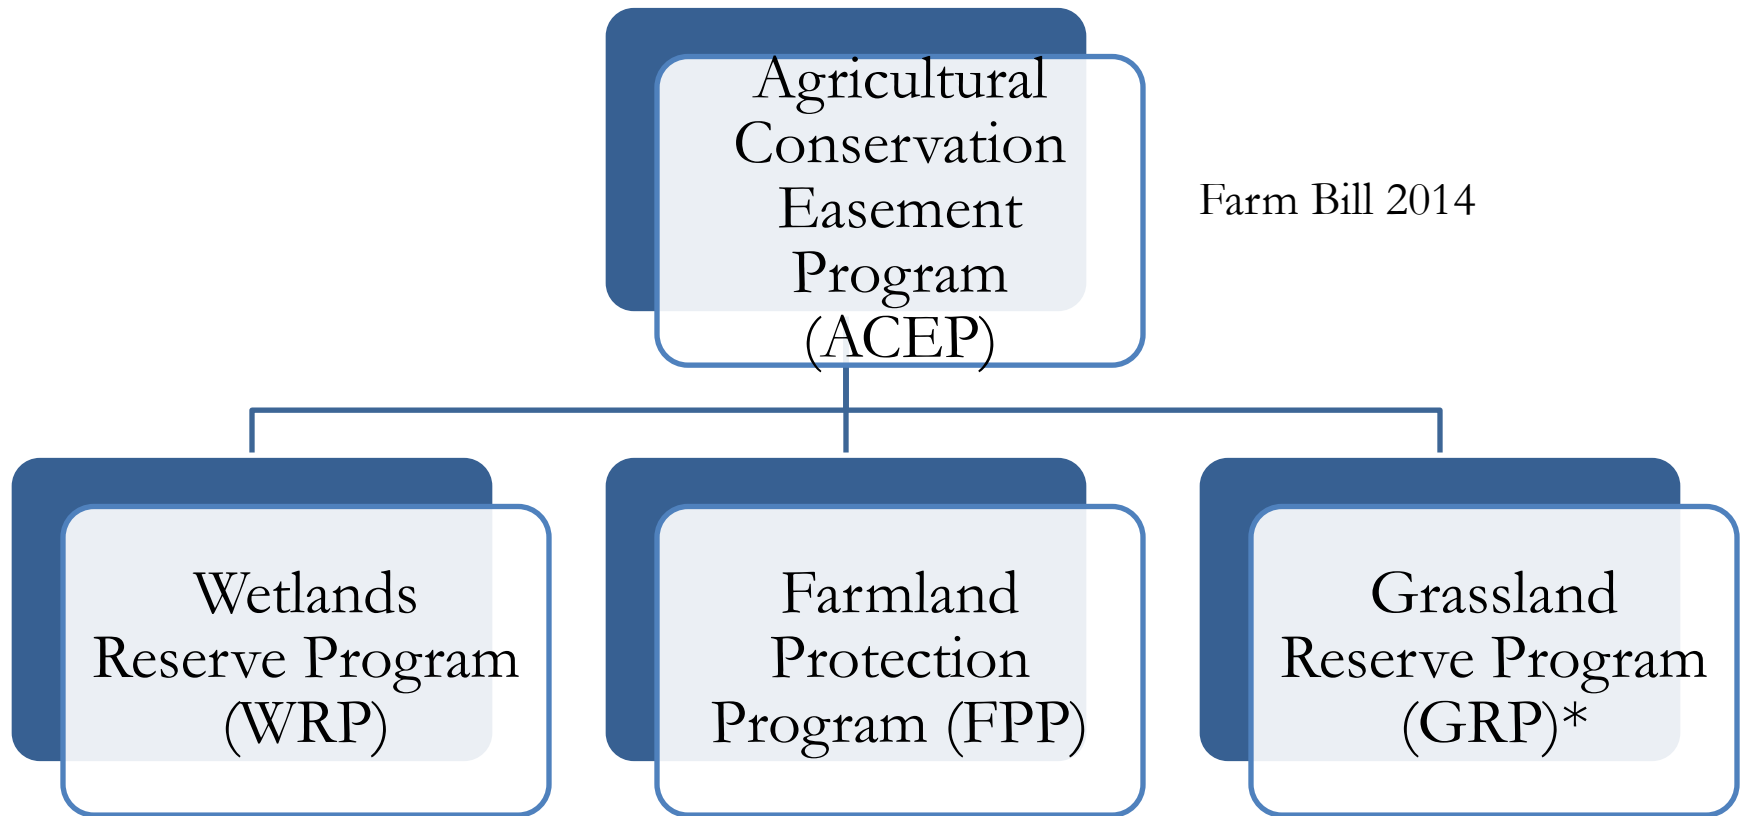 Agricultural
Conservation
Easement
Program
(ACEP)
Farm Bill 2014
Wetlands
Reserve Program
(WRP)
Farmland
Protection
Program (FPP)
Grassland
Reserve Program
(GRP)*